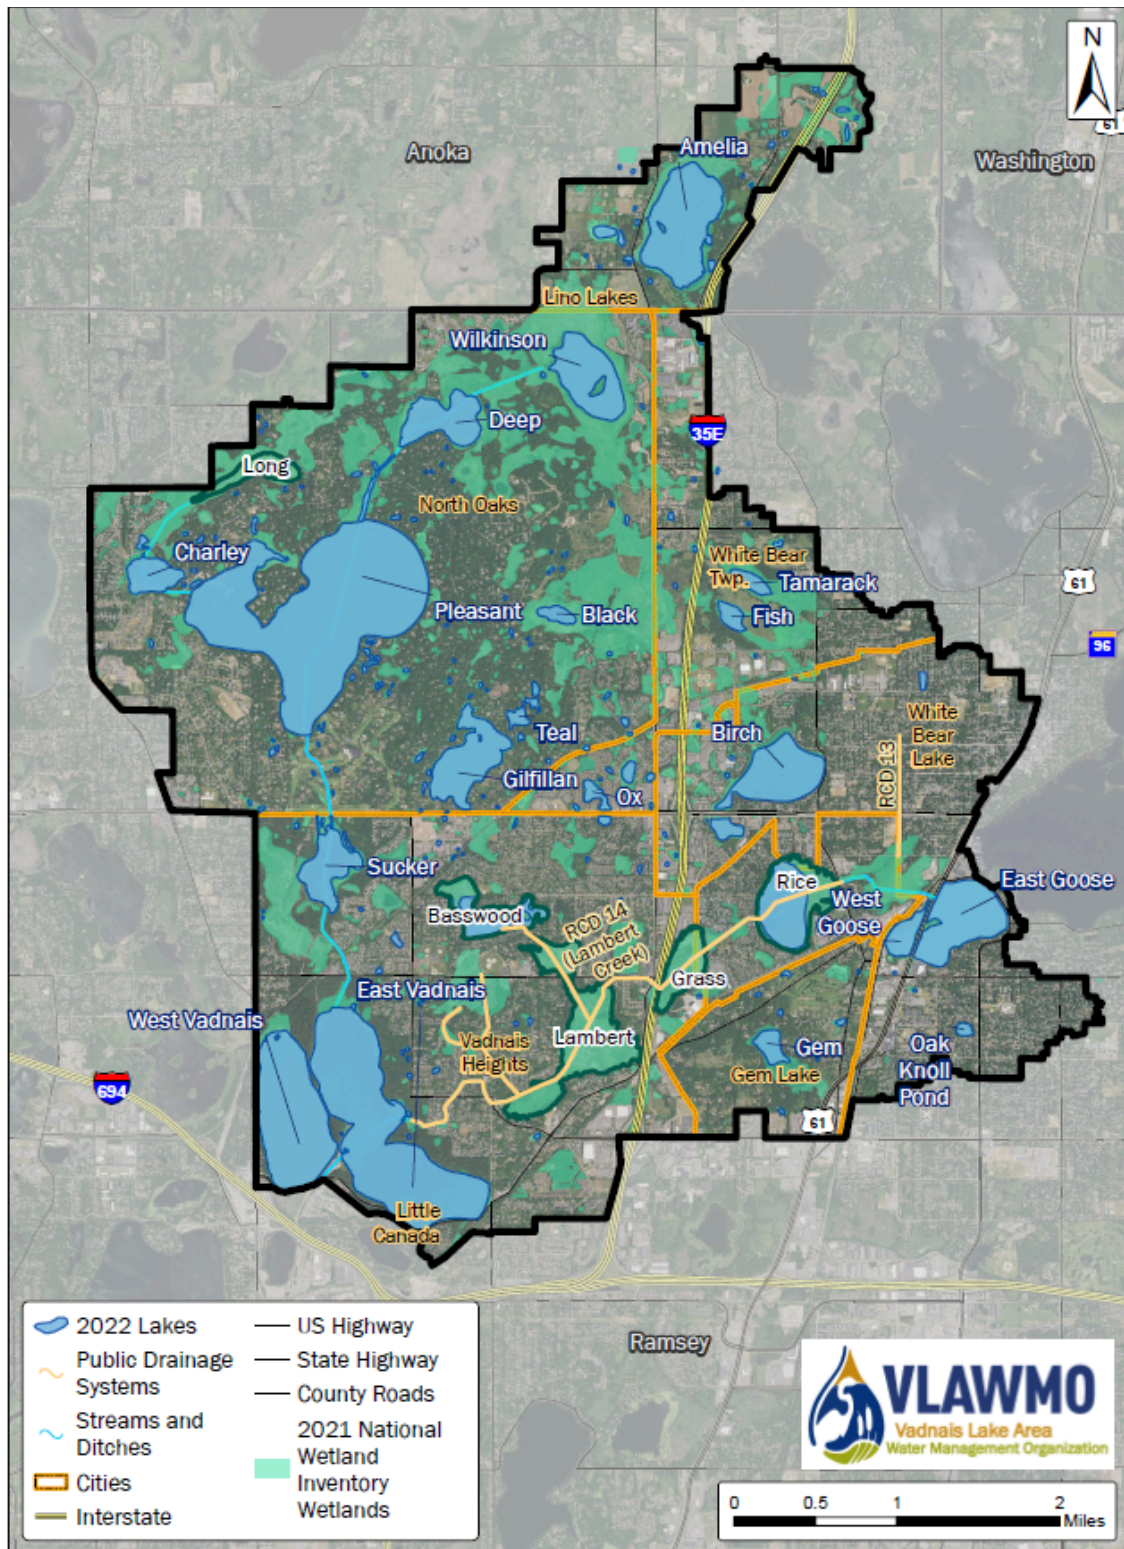 N
61
Anoka
Amelia
Washington
Lino Lakes
Wilkinson
Deep
35E
Long
North Oaks
Charley
White Bear
Twp.
Tamarack
61
Pleasant
Black
Fish
96
Teal
Birch
White
Bear
Lake
Gilfillan
Ox
RCD 13
Sucker
Rice
East Goose
Basswood
RCD 14
(Lambert
Creek)
West
Goose
Grass
East Vadnais
West Vadnais
Lambert
Vadnais
Heights
Gem
Oak
Knoll
Pond
Gem Lake
694
61
Little
Canada
2022 Lakes
Public Drainage
Systems
Streams and
Ditches
Cities
Interstate
US Highway
State Highway
County Roads
2021 National
Wetland
Inventory
Wetlands
Ramsey
VLAWMO
Vadnais Lake Area
Water Management Organization
0 0.5 1 2
Miles